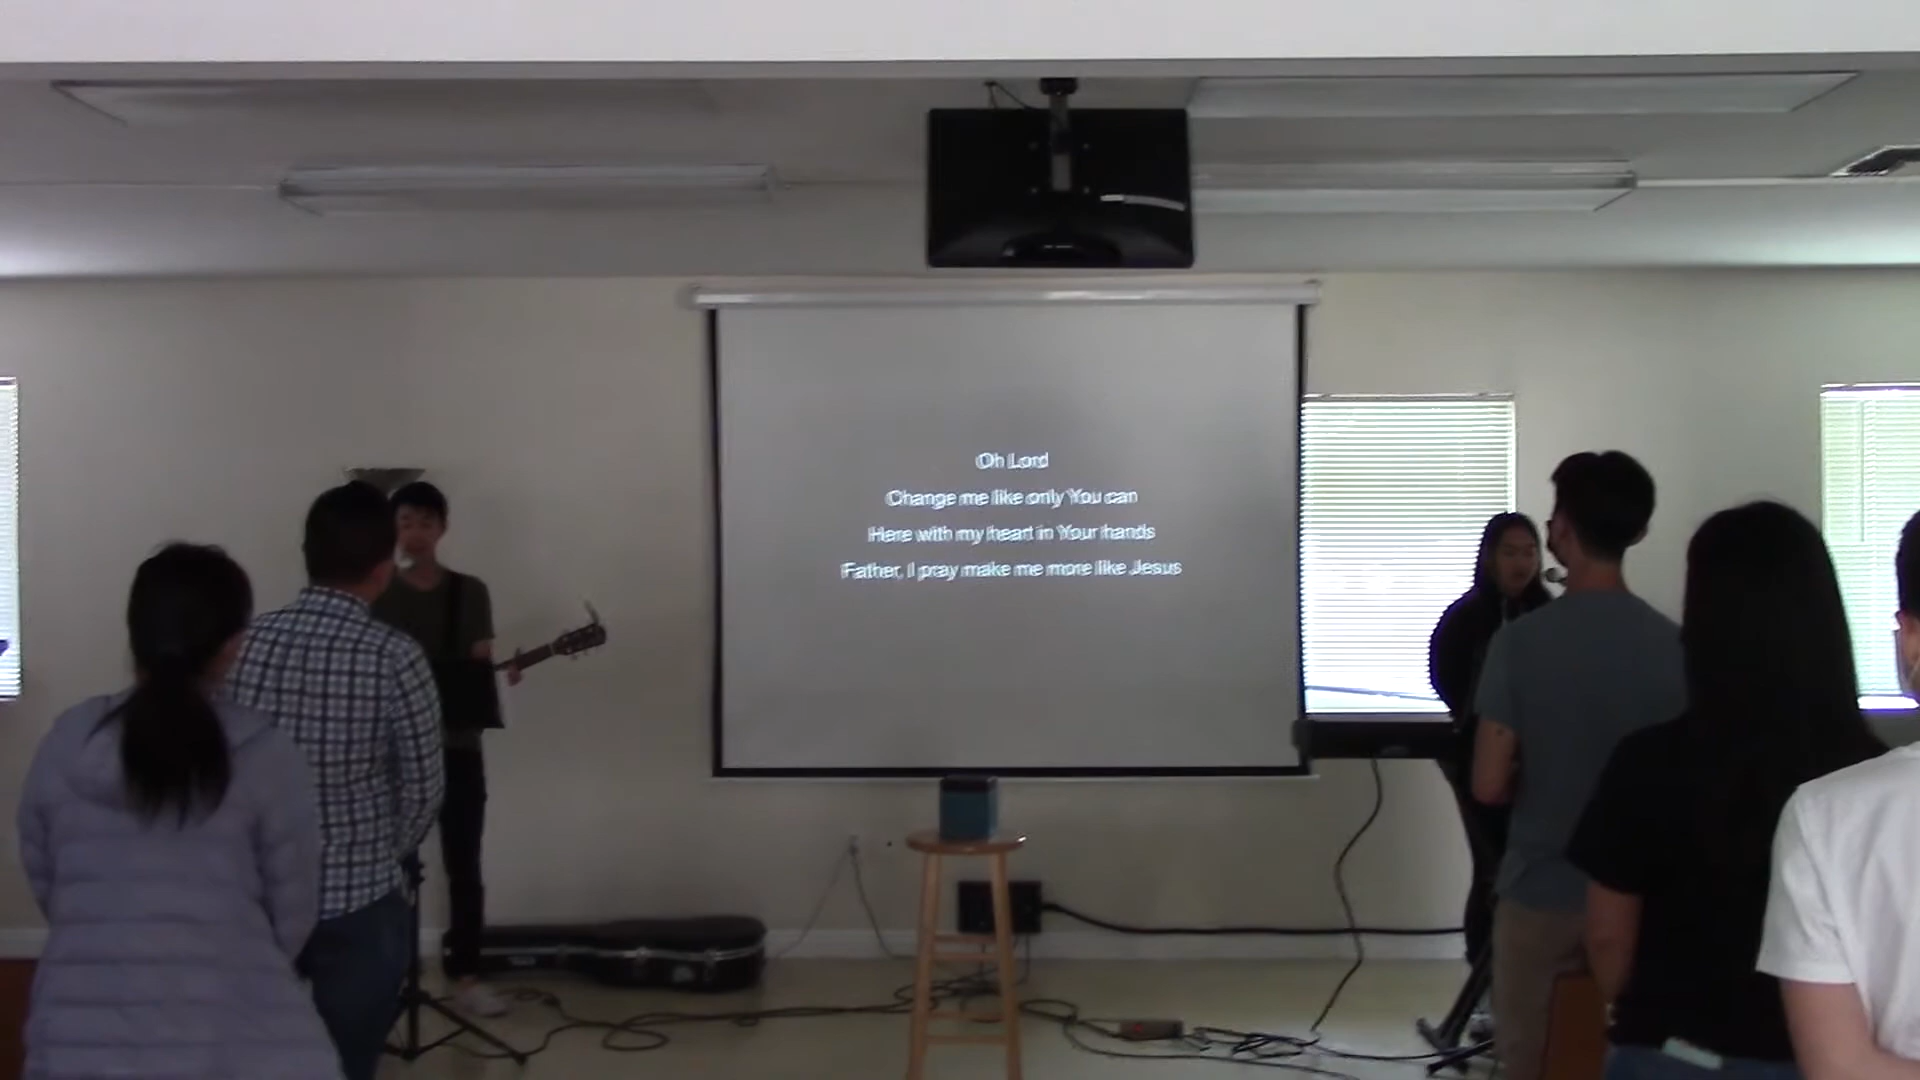 Oh Lord
Change me like only You can
Here with my heart in Your hands
Father, I pray make me more like Jesus